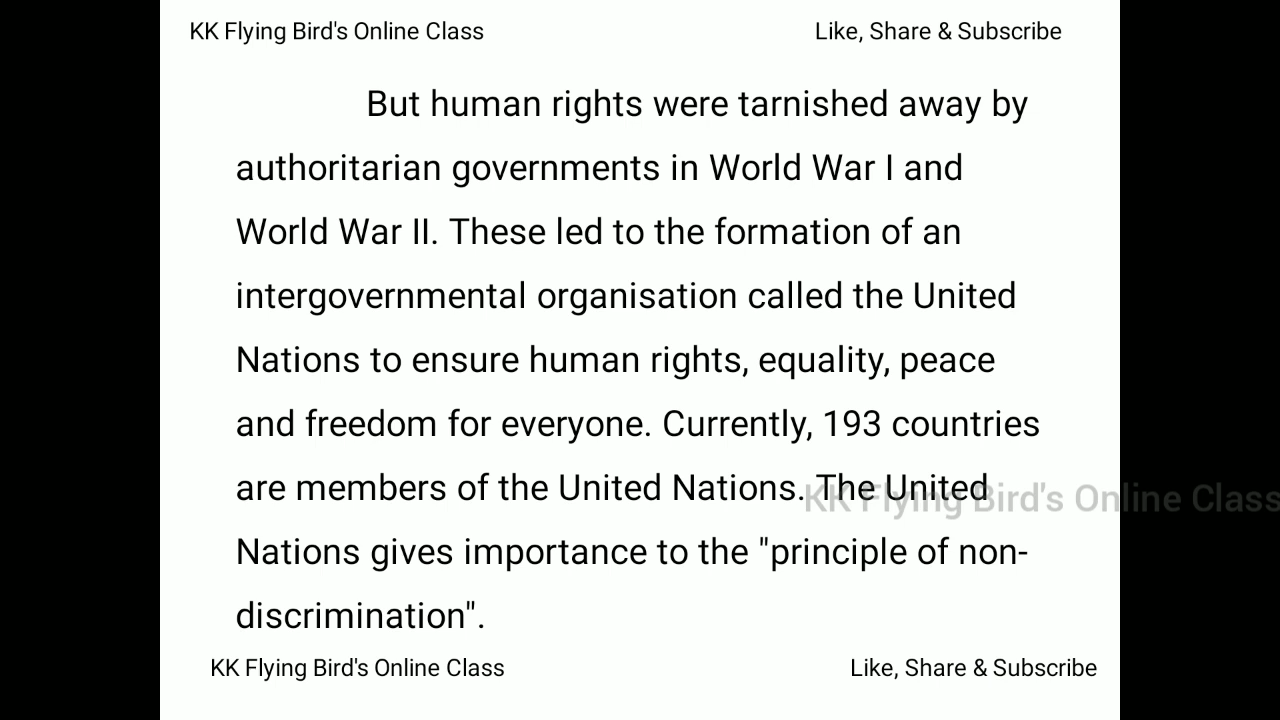 KK Flying Bird's Online Class
Like, Share & Subscribe
But human rights were tarnished away by
authoritarian governments in World War I and
World War II. These led to the formation of an
intergovernmental organisation called the United
Nations to ensure human rights, equality, peace
and freedom for everyone. Currently, 193 countries
are members of the United Nations. The United
KK Flying Bird's Online Class
Nations gives importance to the "principle of non-
discrimination".
KK Flying Bird's Online Class
Like, Share & Subscribe